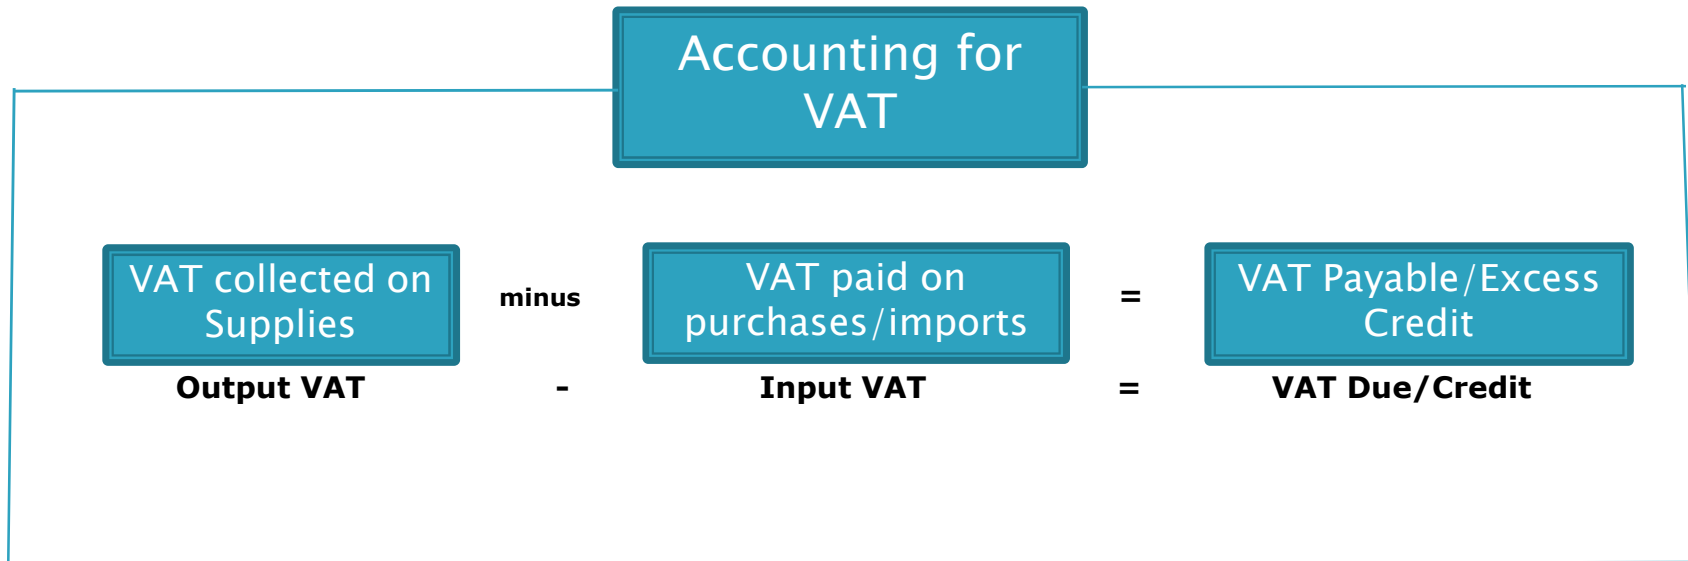 Accounting for
VAT
VAT collected on
Supplies
minus
VAT paid on
purchases/imports
=
VAT Payable/Excess
Credit
Output VAT - Input VAT = VAT Due/Credit